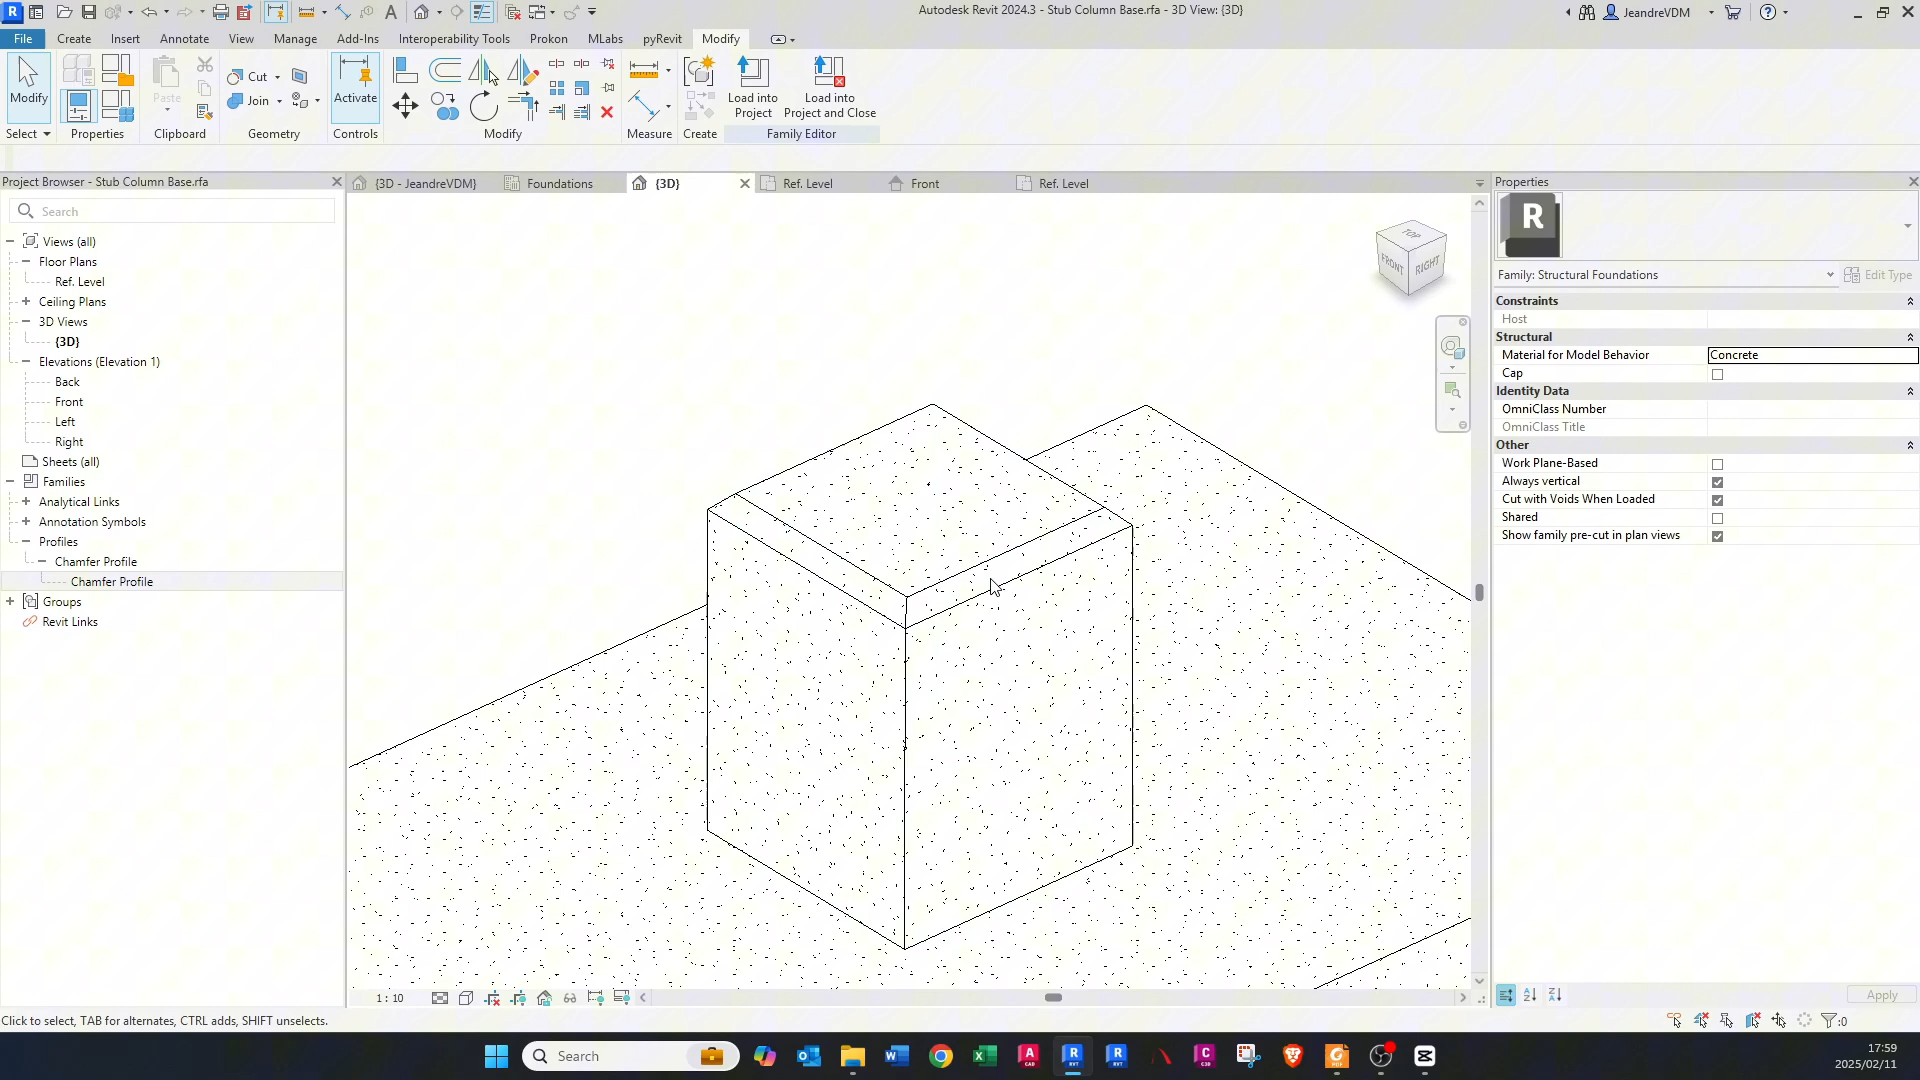 Autodesk Revit 2024.3 - Stub Column Base.rfa - 3D View: {3D}
JeandreVDM
File
Create
Insert
Annotate
View
Manage
Add-Ins
Interoperability Tools
Prokon
MLabs
pyRevit
Modify
Modify
Paste
Cut
Join
Activate
Load into
Project
Load into
Project and Close
Select
Properties
Clipboard
Geometry
Controls
Modify
Measure
Create
Family Editor
Project Browser - Stub Column Base.rfa
{3D - JeandreVDM}
Foundations
{3D}
Ref. Level
Front
Ref. Level
Properties
Search
Views (all)
Floor Plans
Ref. Level
Ceiling Plans
3D Views
{3D}
Elevations (Elevation 1)
Back
Front
Left
Right
Sheets (all)
Families
Analytical Links
Annotation Symbols
Profiles
Chamfer Profile
Chamfer Profile
Groups
Revit Links
TOP
FRONT
RIGHT
R
Family: Structural Foundations
Edit Type
Constraints
Host
Structural
Material for Model Behavior
Concrete
Cap
Identity Data
OmniClass Number
OmniClass Title
Other
Work Plane-Based
Always vertical
Cut with Voids When Loaded
Shared
Show family pre-cut in plan views
Apply
1 : 10
Click to select, TAB for alternates, CTRL adds, SHIFT unselects.
:0
Search
17:59
2025/02/11